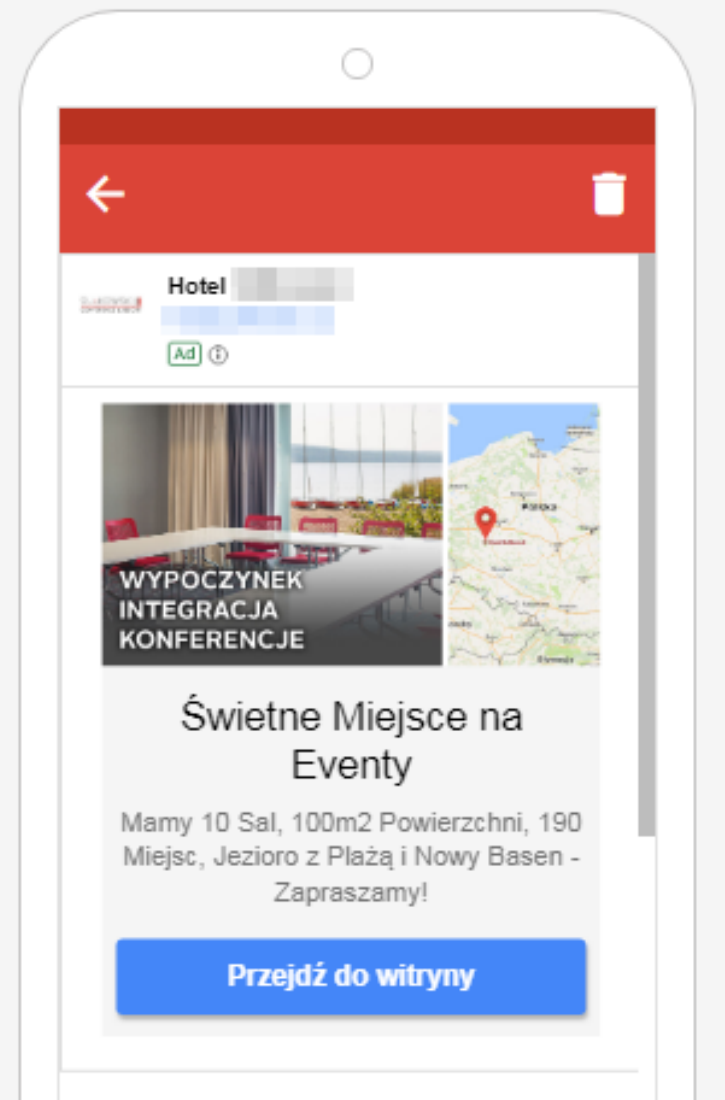 Hotel
Ad
WYPOCZYNEK
INTEGRACJA
KONFERENCJE
Świetne Miejsce na
Eventy
Mamy 10 Sal, 100m2 Powierzchni, 190
Miejsc, Jezioro z Plażą i Nowy Basen -
Zapraszamy!
Przejdź do witryny